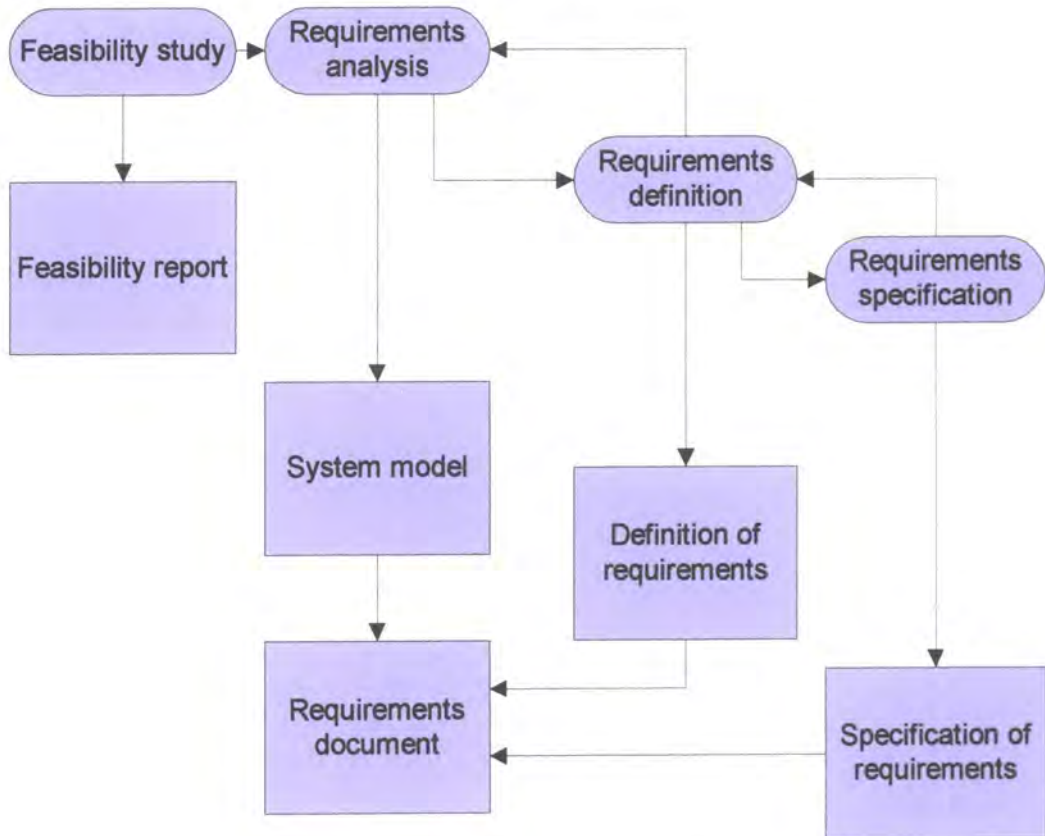 Feasibility study
Requirements
analysis
Requirements
definition
Feasibility report
Requirements
specification
System model
Definition of
requirements
Requirements
document
Specification of
requirements